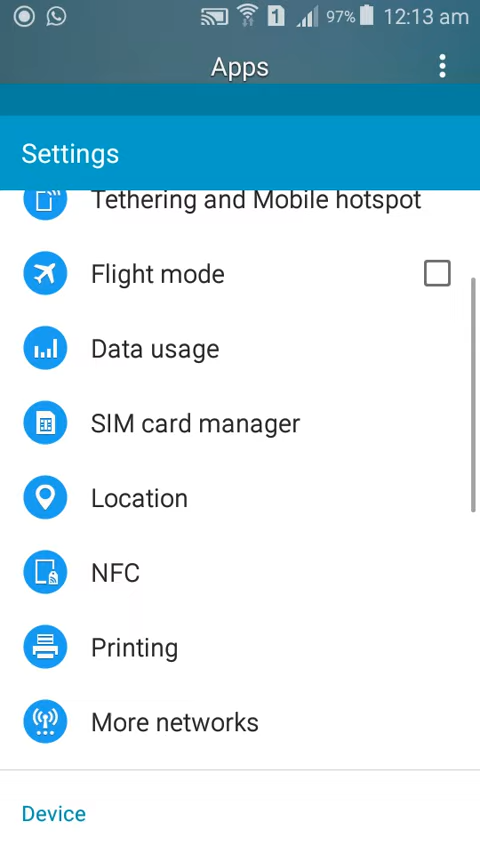 1 97% 12:13 am
Apps
Settings
Tethering and Mobile hotspot
Flight mode
Data usage
SIM card manager
Location
NFC
Printing
More networks
Device